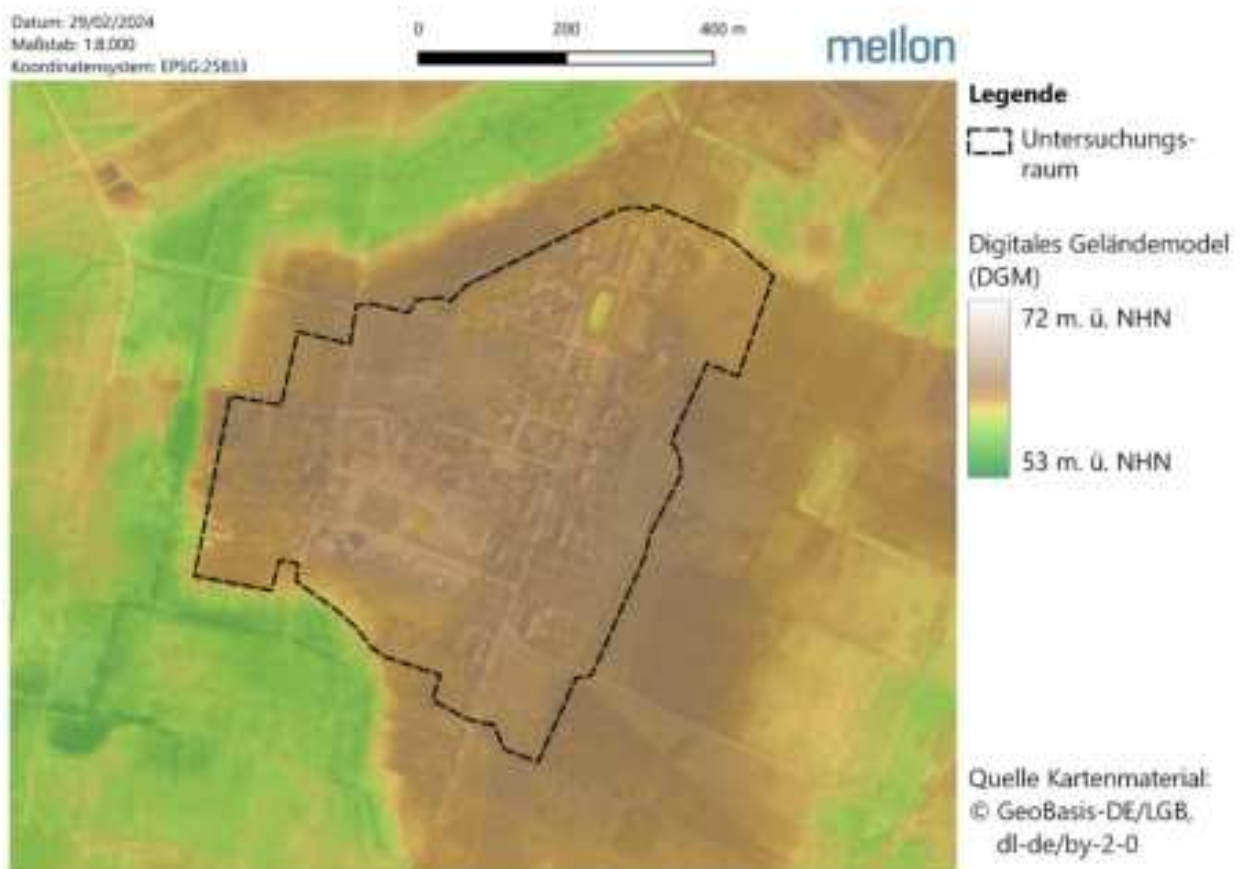 Datum: 29/02/2024
Maßstab: 1:8.000
Koordinatensystem: EPSG:25833
0 200 400 m
mellon
Legende
Untersuchungs-
raum
Digitales Geländemodel
(DGM)
72 m. ü. NHN
53 m. ü. NHN
Quelle Kartenmaterial:
© GeoBasis-DE/LGB,
dl-de/by-2-0